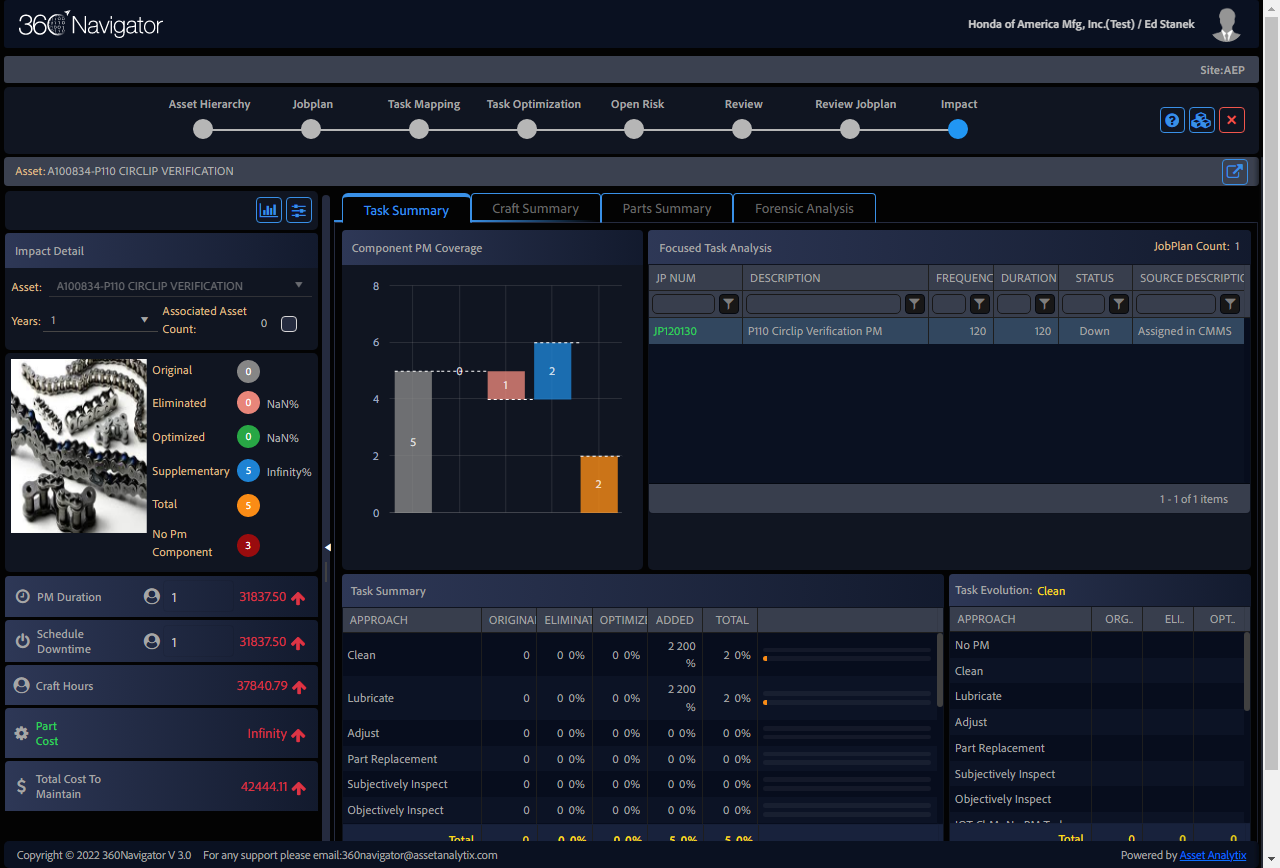 360 Navigator
Honda of America Mfg, Inc.(Test) / Ed Stanek
Site:AEP
Asset Hierarchy Jobplan Task Mapping Task Optimization Open Risk Review Review Jobplan Impact
Asset: A100834-P110 CIRCLIP VERIFICATION
Task Summary Craft Summary Parts Summary Forensic Analysis
Impact Detail
Asset: A100834-P110 CIRCLIP VERIFICATION
Years: 1 Associated Asset
Count: 0
Original 0
Eliminated 0 NaN%
Optimized 0 NaN%
Supplementary 5 Infinity%
Total 5
No Pm
Component 3
PM Duration 1 31837.50
Schedule
Downtime 1 31837.50
Craft Hours 37840.79
Part
Cost Infinity
Total Cost To
Maintain 42444.11
Component PM Coverage
8
6
4
2
0
5
0
1
2
2
Focused Task Analysis JobPlan Count: 1
JP NUM DESCRIPTION FREQUENC DURATION STATUS SOURCE DESCRIPTIC
JP120130 P110 Circlip Verification PM 120 120 Down Assigned in CMMS
1 - 1 of 1 items
Task Summary
APPROACH ORIGINA ELIMINAT OPTIMIZE ADDED TOTAL
Clean 0 0 0% 0 0% 2 200 % 2 0%
Lubricate 0 0 0% 0 0% 2 200 % 2 0%
Adjust 0 0 0% 0 0% 0 0% 0 0%
Part Replacement 0 0 0% 0 0% 0 0% 0 0%
Subjectively Inspect 0 0 0% 0 0% 0 0% 0 0%
Objectively Inspect 0 0 0% 0 0% 0 0% 0 0%
Total 0 0 0% 0 0% 5 0% 5 0%
Task Evolution: Clean
APPROACH ORG.. ELI.. OPT..
No PM
Clean
Lubricate
Adjust
Part Replacement
Subjectively Inspect
Objectively Inspect
Total 0 0 0
Copyright © 2022 360Navigator V 3.0 For any support please email:360navigator@assetanalytix.com
Powered by Asset Analytix